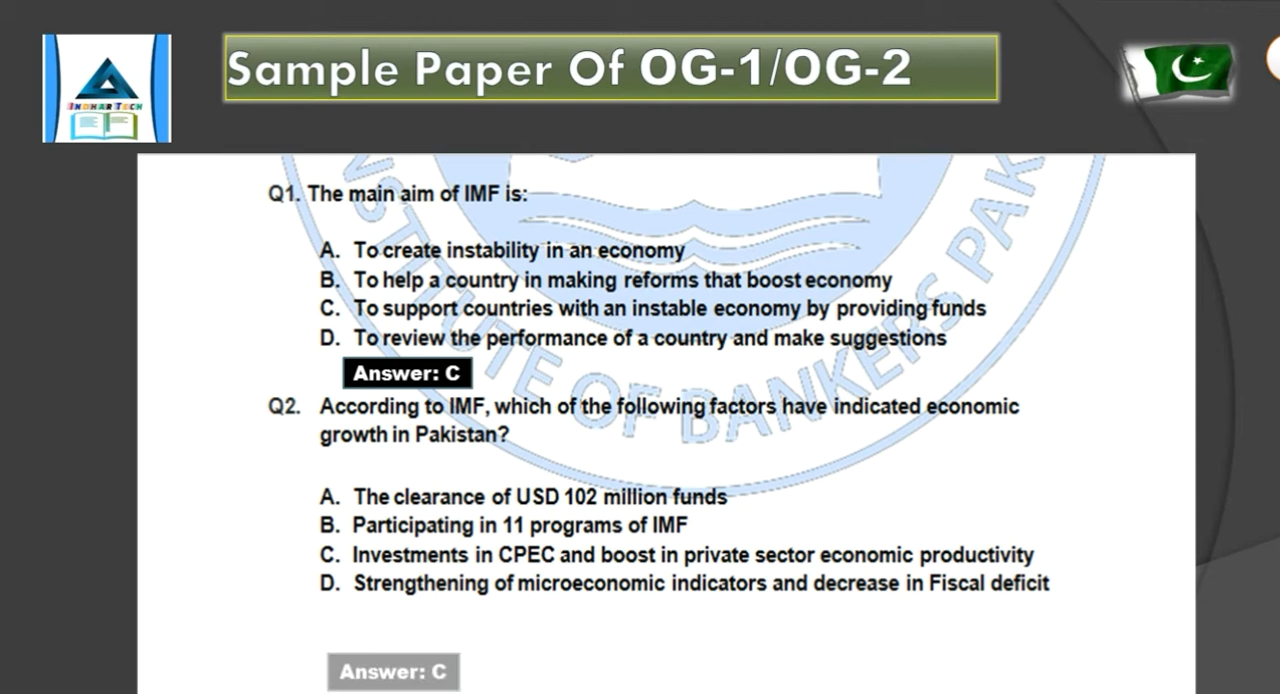 INDHAR TECH
Sample Paper Of OG-1/OG-2
Q1. The main aim of IMF is:
A. To create instability in an economy
B. To help a country in making reforms that boost economy
C. To support countries with an instable economy by providing funds
D. To review the performance of a country and make suggestions
Answer: C
Q2. According to IMF, which of the following factors have indicated economic
growth in Pakistan?
A. The clearance of USD 102 million funds
B. Participating in 11 programs of IMF
C. Investments in CPEC and boost in private sector economic productivity
D. Strengthening of microeconomic indicators and decrease in Fiscal deficit
Answer: C
OF BANKERS